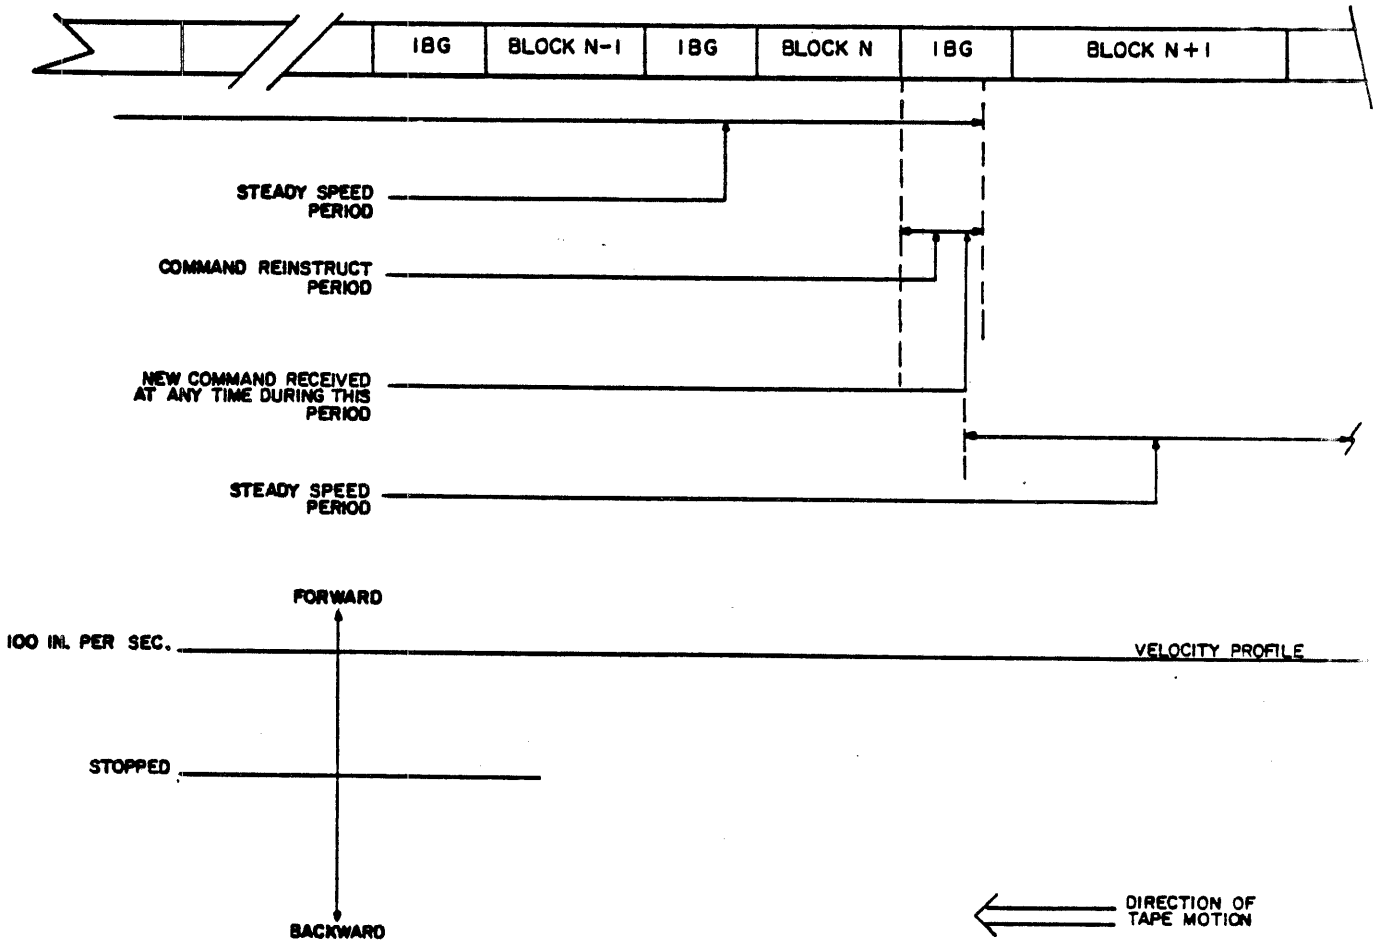 IBG BLOCK N-1 IBG BLOCK N IBG BLOCK N+1
STEADY SPEED
PERIOD
COMMAND REINSTRUCT
PERIOD
NEW COMMAND RECEIVED
AT ANY TIME DURING THIS
PERIOD
STEADY SPEED
PERIOD
FORWARD
100 IN. PER SEC.
VELOCITY PROFILE
STOPPED
DIRECTION OF
TAPE MOTION
BACKWARD